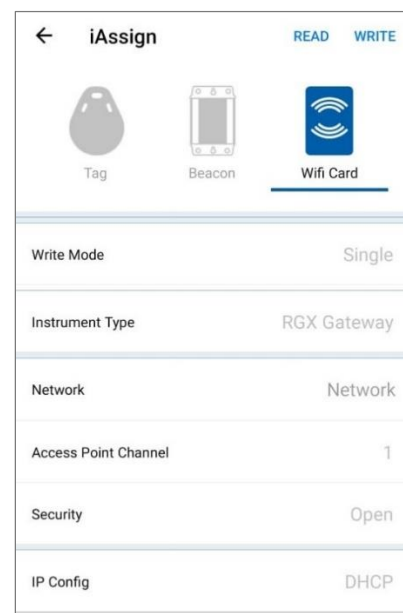 ← iAssign READ WRITE
Tag Beacon Wifi Card
Write Mode Single
Instrument Type RGX Gateway
Network Network
Access Point Channel 1
Security Open
IP Config DHCP